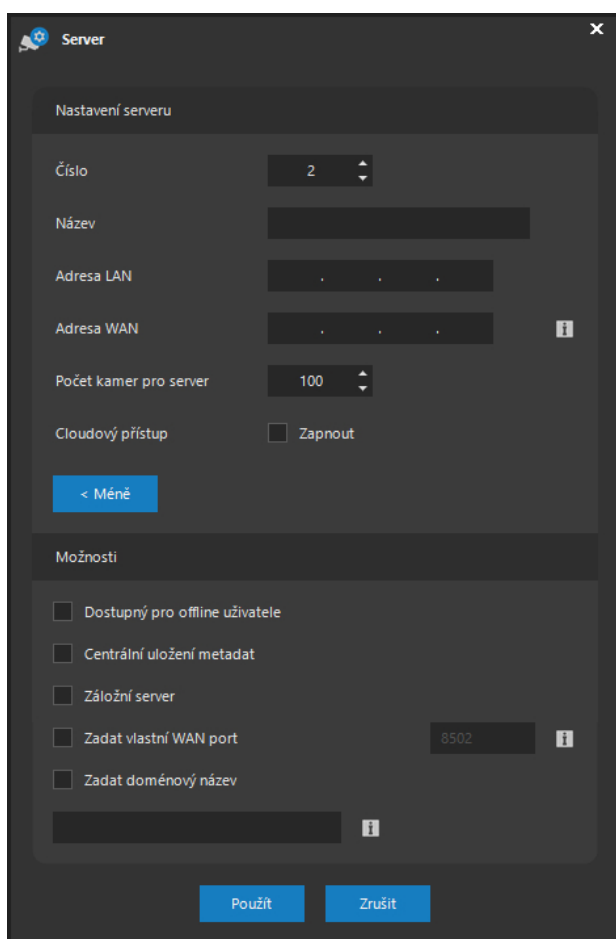 Server
Nastavení serveru
Číslo 2
Název
Adresa LAN . . .
Adresa WAN . . .
Počet kamer pro server 100
Cloudový přístup Zapnout
< Méně
Možnosti
Dostupný pro offline uživatele
Centrální uložení metadat
Záložní server
Zadat vlastní WAN port 8502
Zadat doménový název
Použít Zrušit